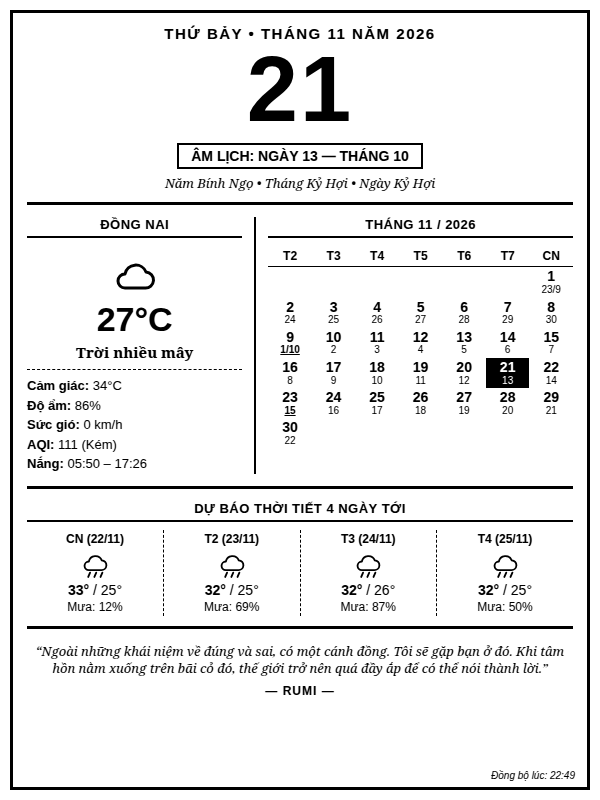 THỨ BẢY • THÁNG 11 NĂM 2026
21
ÂM LỊCH: NGÀY 13 — THÁNG 10
Năm Bính Ngọ • Tháng Kỷ Hợi • Ngày Kỷ Hợi
ĐỒNG NAI
27°C
Trời nhiều mây
Cảm giác: 34°C
Độ ẩm: 86%
Sức gió: 0 km/h
AQI: 111 (Kém)
Nắng: 05:50 – 17:26
THÁNG 11 / 2026
T2 T3 T4 T5 T6 T7 CN
1
23/9
2 3 4 5 6 7 8
24 25 26 27 28 29 30
9 10 11 12 13 14 15
1/10 2 3 4 5 6 7
16 17 18 19 20 21 22
8 9 10 11 12 13 14
23 24 25 26 27 28 29
15 16 17 18 19 20 21
30
22
DỰ BÁO THỜI TIẾT 4 NGÀY TỚI
CN (22/11) T2 (23/11) T3 (24/11) T4 (25/11)
33° / 25° 32° / 25° 32° / 26° 32° / 25°
Mưa: 12% Mưa: 69% Mưa: 87% Mưa: 50%
“Ngoài những khái niệm về đúng và sai, có một cánh đồng. Tôi sẽ gặp bạn ở đó. Khi tâm
hồn nằm xuống trên bãi cỏ đó, thế giới trở nên quá đầy ắp để có thể nói thành lời.”
— RUMI —
Đồng bộ lúc: 22:49